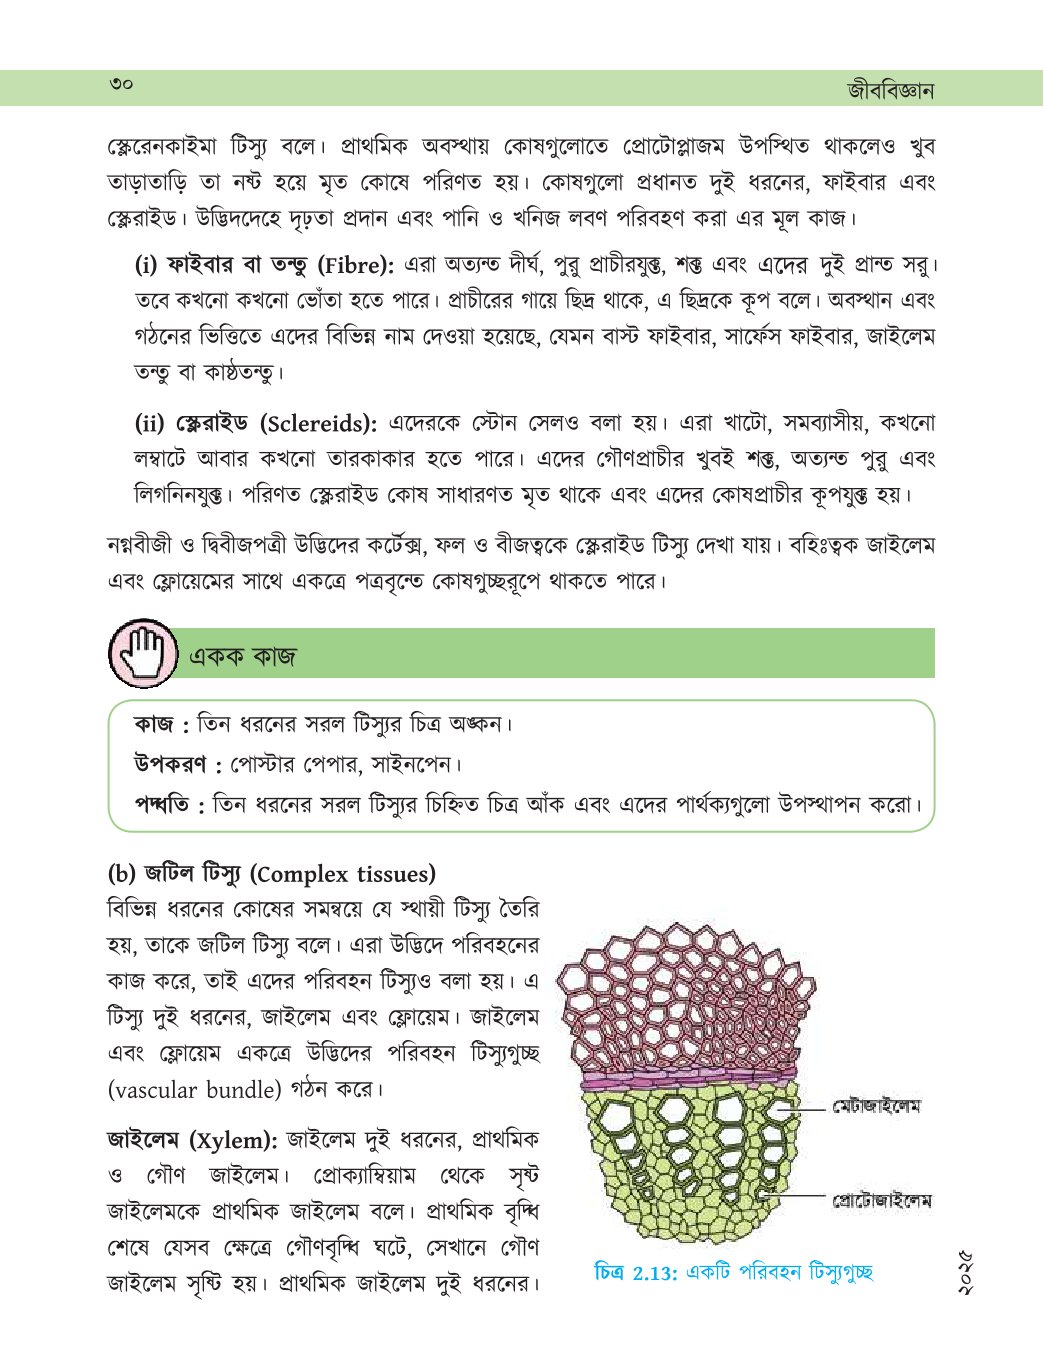 ৩০
জীববিজ্ঞান
স্ক্লেরেনকাইমা টিস্যু বলে। প্রাথমিক অবস্থায় কোষগুলোতে প্রোটোপ্লাজম উপস্থিত থাকলেও খুব
তাড়াতাড়ি তা নষ্ট হয়ে মৃত কোষে পরিণত হয়। কোষগুলো প্রধানত দুই ধরনের, ফাইবার এবং
স্ক্লেরাইড। উদ্ভিদদেহে দৃঢ়তা প্রদান এবং পানি ও খনিজ লবণ পরিবহণ করা এর মূল কাজ।
(i) ফাইবার বা তন্তু (Fibre): এরা অত্যন্ত দীর্ঘ, পুরু প্রাচীরযুক্ত, শক্ত এবং এদের দুই প্রান্ত সরু।
তবে কখনো কখনো ভোঁতা হতে পারে। প্রাচীরের গায়ে ছিদ্র থাকে, এ ছিদ্রকে কূপ বলে। অবস্থান এবং
গঠনের ভিত্তিতে এদের বিভিন্ন নাম দেওয়া হয়েছে, যেমন বাস্ট ফাইবার, সার্ফেস ফাইবার, জাইলেম
তন্তু বা কাষ্ঠতন্তু।
(ii) স্ক্লেরাইড (Sclereids): এদেরকে স্টোন সেলও বলা হয়। এরা খাটো, সমব্যাসীয়, কখনো
লম্বাটে আবার কখনো তারকাকার হতে পারে। এদের গৌণপ্রাচীর খুবই শক্ত, অত্যন্ত পুরু এবং
লিগনিনযুক্ত। পরিণত স্ক্লেরাইড কোষ সাধারণত মৃত থাকে এবং এদের কোষপ্রাচীর কূপযুক্ত হয়।
নগ্নবীজী ও দ্বিবীজপত্রী উদ্ভিদের কর্টেক্স, ফল ও বীজত্বকে স্ক্লেরাইড টিস্যু দেখা যায়। বহিঃত্বক জাইলেম
এবং ফ্লোয়েমের সাথে একত্রে পত্রবৃন্তে কোষগুচ্ছরূপে থাকতে পারে।
একক কাজ
কাজ : তিন ধরনের সরল টিস্যুর চিত্র অঙ্কন।
উপকরণ : পোস্টার পেপার, সাইনপেন।
পদ্ধতি : তিন ধরনের সরল টিস্যুর চিহ্নিত চিত্র আঁক এবং এদের পার্থক্যগুলো উপস্থাপন করো।
(b) জটিল টিস্যু (Complex tissues)
বিভিন্ন ধরনের কোষের সমন্বয়ে যে স্থায়ী টিস্যু তৈরি
হয়, তাকে জটিল টিস্যু বলে। এরা উদ্ভিদে পরিবহনের
কাজ করে, তাই এদের পরিবহন টিস্যুও বলা হয়। এ
টিস্যু দুই ধরনের, জাইলেম এবং ফ্লোয়েম। জাইলেম
এবং ফ্লোয়েম একত্রে উদ্ভিদের পরিবহন টিস্যুগুচ্ছ
(vascular bundle) গঠন করে।
জাইলেম (Xylem): জাইলেম দুই ধরনের, প্রাথমিক
ও গৌণ জাইলেম। প্রোক্যাম্বিয়াম থেকে সৃষ্ট
জাইলেমকে প্রাথমিক জাইলেম বলে। প্রাথমিক বৃদ্ধি
শেষে যেসব ক্ষেত্রে গৌণবৃদ্ধি ঘটে, সেখানে গৌণ
জাইলেম সৃষ্টি হয়। প্রাথমিক জাইলেম দুই ধরনের।
মেটাজাইলেম
প্রোটোজাইলেম
চিত্র 2.13: একটি পরিবহন টিস্যুগুচ্ছ
২০২৫